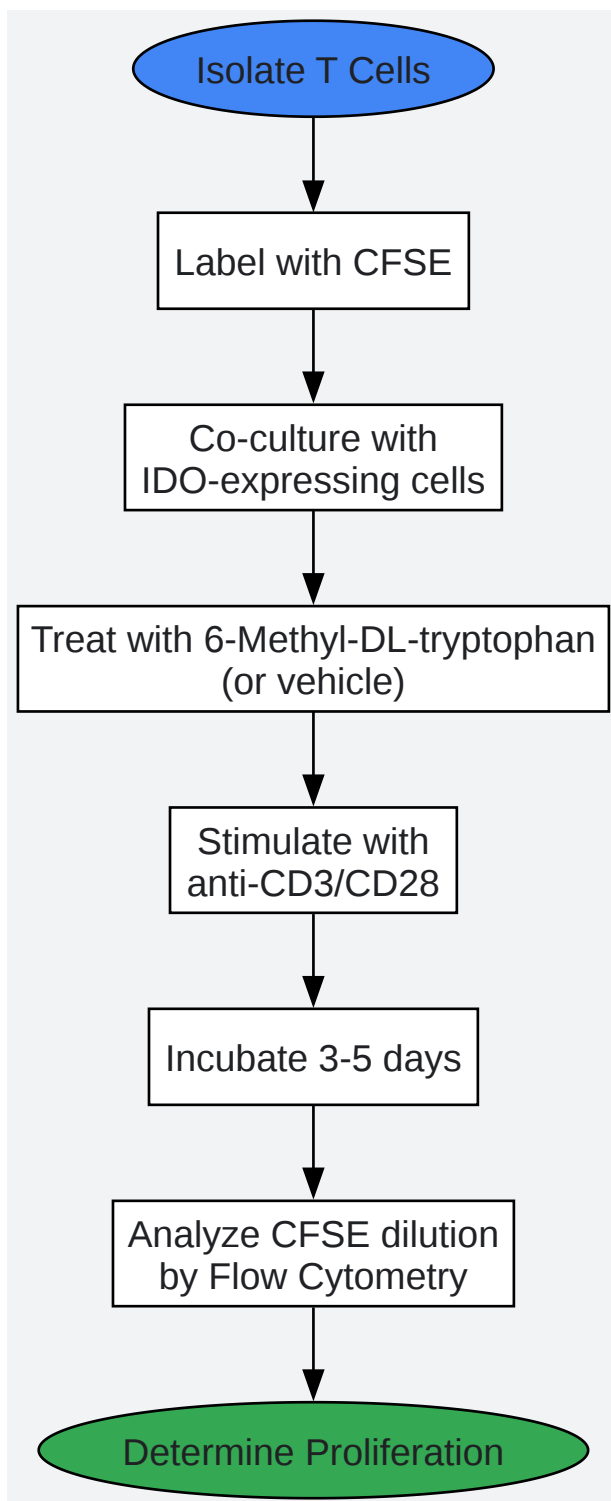 Isolate T Cells
Label with CFSE
Co-culture with
IDO-expressing cells
Treat with 6-Methyl-DL-tryptophan
(or vehicle)
Stimulate with
anti-CD3/CD28
Incubate 3-5 days
Analyze CFSE dilution
by Flow Cytometry
Determine Proliferation